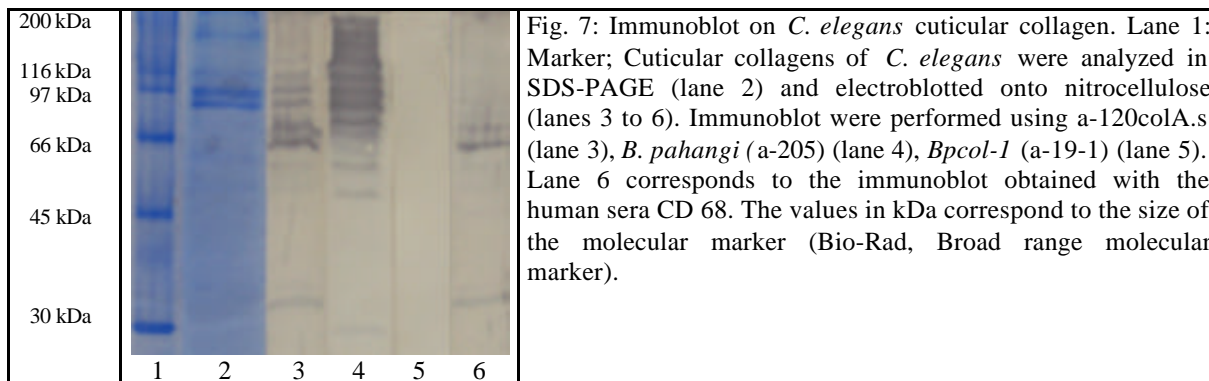 200 kDa
116 kDa
97 kDa
66 kDa
45 kDa
30 kDa
1 2 3 4 5 6
Fig. 7: Immunoblot on C. elegans cuticular collagen. Lane 1:
Marker; Cuticular collagens of C. elegans were analyzed in
SDS-PAGE (lane 2) and electroblotted onto nitrocellulose
(lanes 3 to 6). Immunoblot were performed using a-120colA.s
(lane 3), B. pahangi (a-205) (lane 4), Bpcol-1 (a-19-1) (lane 5).
Lane 6 corresponds to the immunoblot obtained with the
human sera CD 68. The values in kDa correspond to the size of
the molecular marker (Bio-Rad, Broad range molecular
marker).